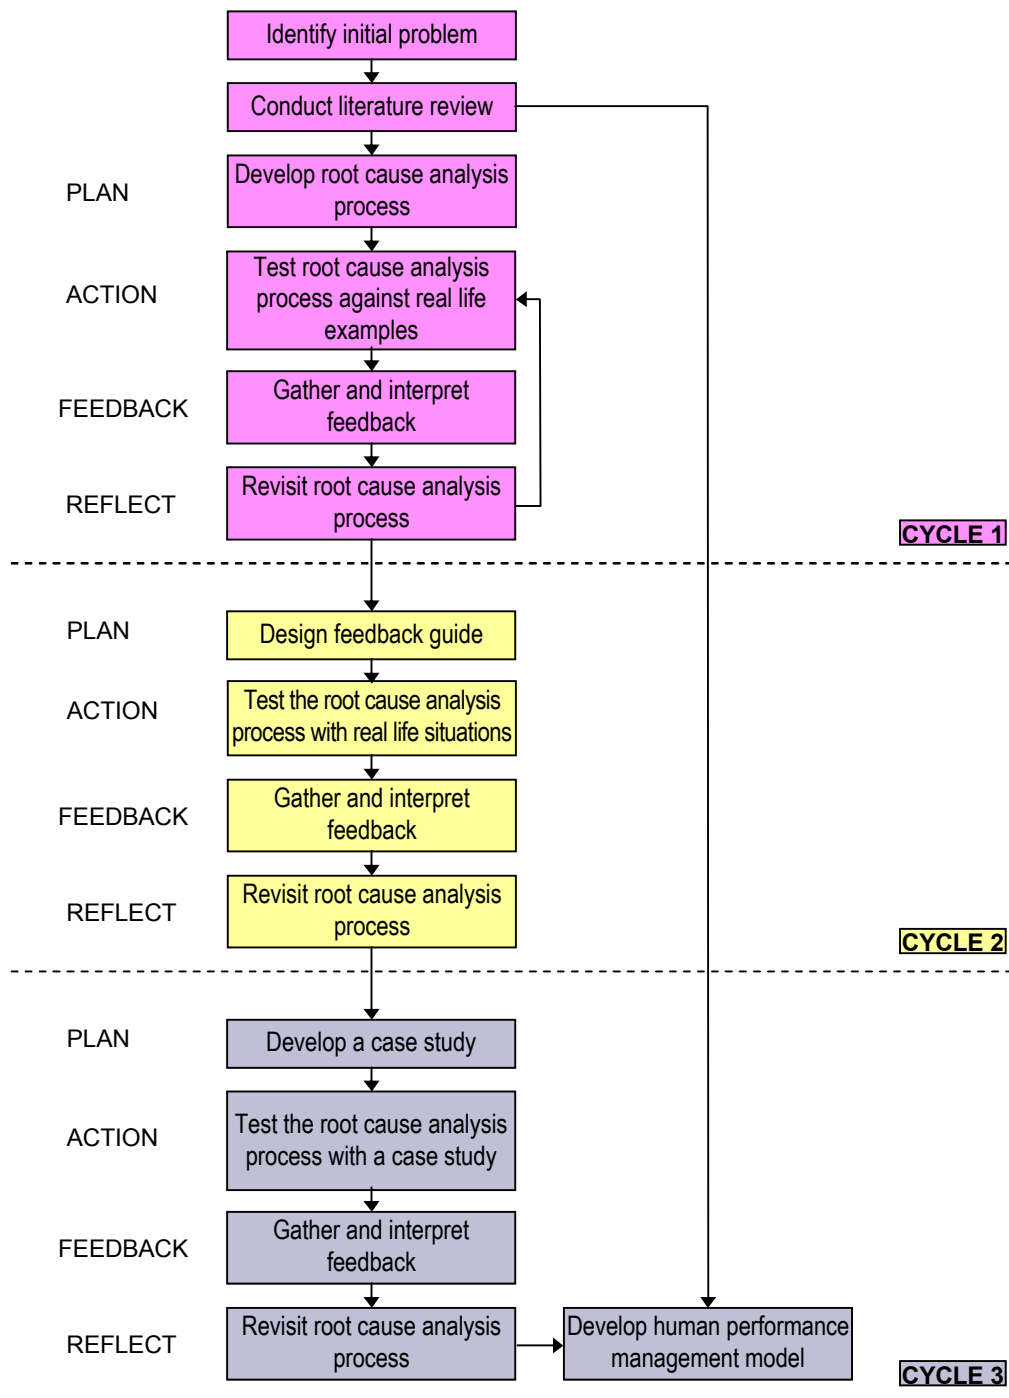 Identify initial problem
Conduct literature review
PLAN
Develop root cause analysis
process
ACTION
Test root cause analysis
process against real life
examples
FEEDBACK
Gather and interpret
feedback
REFLECT
Revisit root cause analysis
process
CYCLE 1
PLAN
Design feedback guide
ACTION
Test the root cause analysis
process with real life situations
FEEDBACK
Gather and interpret
feedback
REFLECT
Revisit root cause analysis
process
CYCLE 2
PLAN
Develop a case study
ACTION
Test the root cause analysis
process with a case study
FEEDBACK
Gather and interpret
feedback
REFLECT
Revisit root cause analysis
process
Develop human performance
management model
CYCLE 3